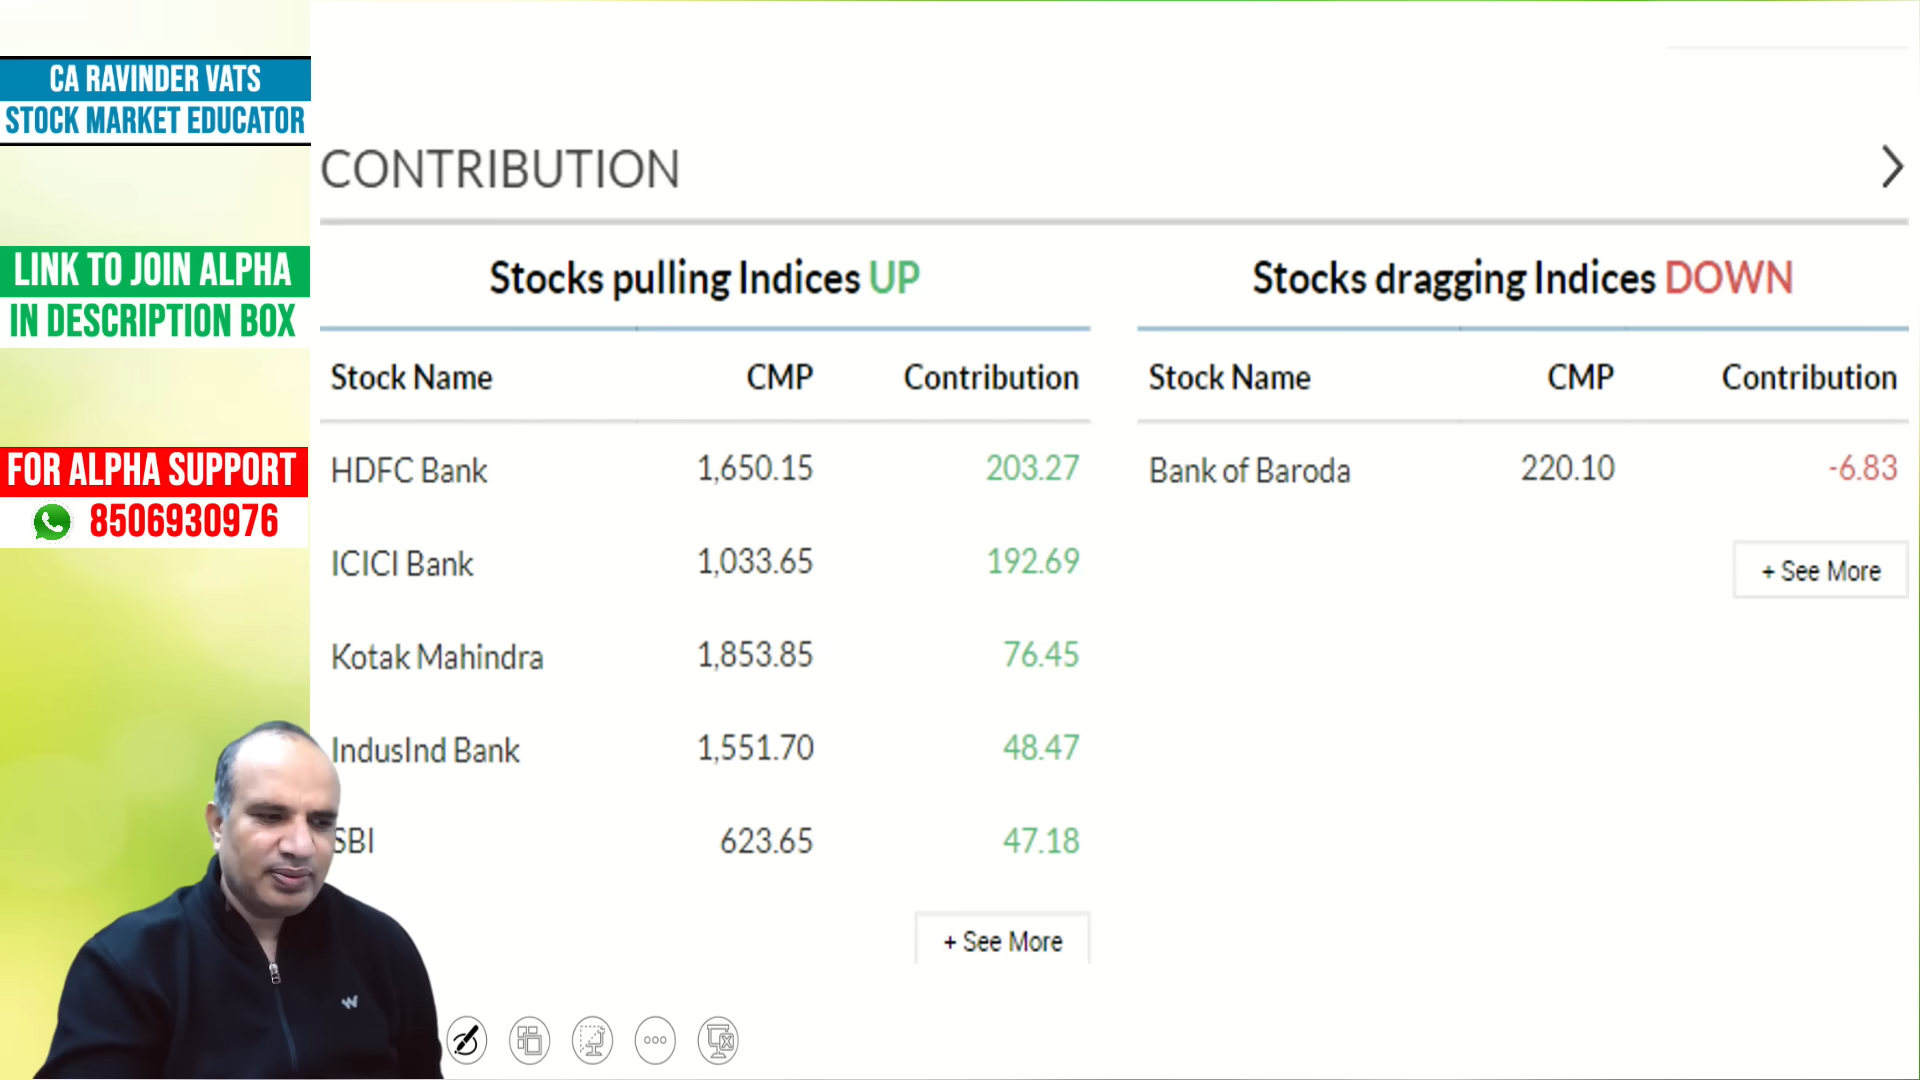 CA RAVINDER VATS
STOCK MARKET EDUCATOR
LINK TO JOIN ALPHA
IN DESCRIPTION BOX
FOR ALPHA SUPPORT
8506930976
CONTRIBUTION
Stocks pulling Indices UP
Stock Name CMP Contribution
HDFC Bank 1,650.15 203.27
ICICI Bank 1,033.65 192.69
Kotak Mahindra 1,853.85 76.45
IndusInd Bank 1,551.70 48.47
SBI 623.65 47.18
+ See More
Stocks dragging Indices DOWN
Stock Name CMP Contribution
Bank of Baroda 220.10 -6.83
+ See More